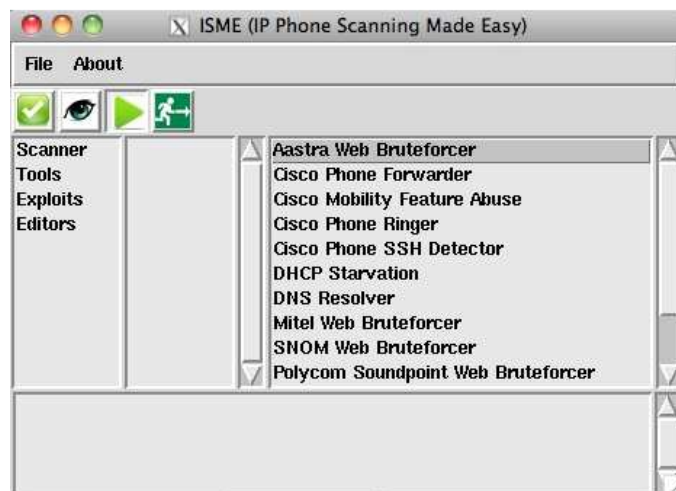 X ISME (IP Phone Scanning Made Easy)
File About
Scanner
Tools
Exploits
Editors
Aastra Web Bruteforcer
Cisco Phone Forwarder
Cisco Mobility Feature Abuse
Cisco Phone Ringer
Cisco Phone SSH Detector
DHCP Starvation
DNS Resolver
Mitel Web Bruteforcer
SNOM Web Bruteforcer
Polycom Soundpoint Web Bruteforcer